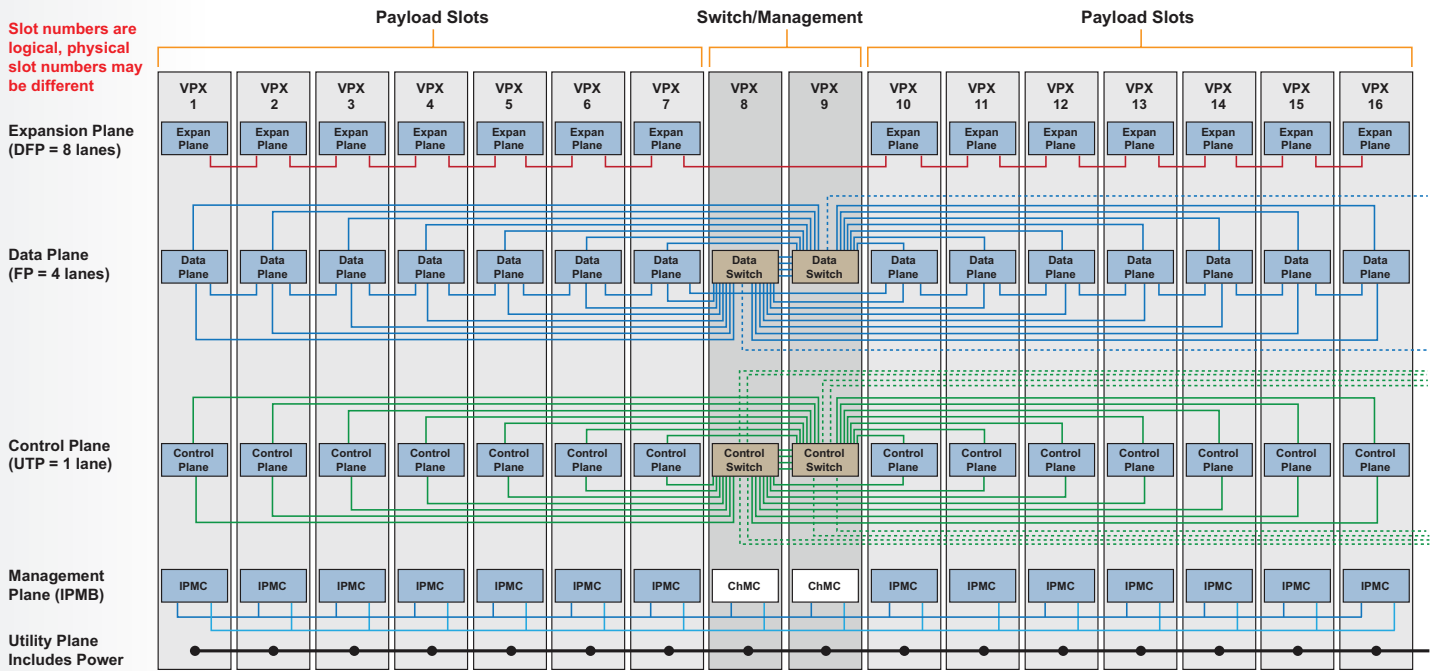 Payload Slots
Switch/Management
Payload Slots
Slot numbers are
logical, physical
slot numbers may
be different
VPX
1
VPX
2
VPX
3
VPX
4
VPX
5
VPX
6
VPX
7
VPX
8
VPX
9
VPX
10
VPX
11
VPX
12
VPX
13
VPX
14
VPX
15
VPX
16
Expansion Plane
(DFP = 8 lanes)
Expan
Plane
Expan
Plane
Expan
Plane
Expan
Plane
Expan
Plane
Expan
Plane
Expan
Plane
Expan
Plane
Expan
Plane
Expan
Plane
Expan
Plane
Expan
Plane
Expan
Plane
Expan
Plane
Data Plane
(FP = 4 lanes)
Data
Plane
Data
Plane
Data
Plane
Data
Plane
Data
Plane
Data
Plane
Data
Plane
Data
Switch
Data
Switch
Data
Plane
Data
Plane
Data
Plane
Data
Plane
Data
Plane
Data
Plane
Data
Plane
Control Plane
(UTP = 1 lane)
Control
Plane
Control
Plane
Control
Plane
Control
Plane
Control
Plane
Control
Plane
Control
Plane
Control
Switch
Control
Switch
Control
Plane
Control
Plane
Control
Plane
Control
Plane
Control
Plane
Control
Plane
Control
Plane
Management
Plane (IPMB)
IPMC
IPMC
IPMC
IPMC
IPMC
IPMC
IPMC
ChMC
ChMC
IPMC
IPMC
IPMC
IPMC
IPMC
IPMC
IPMC
Utility Plane
Includes Power